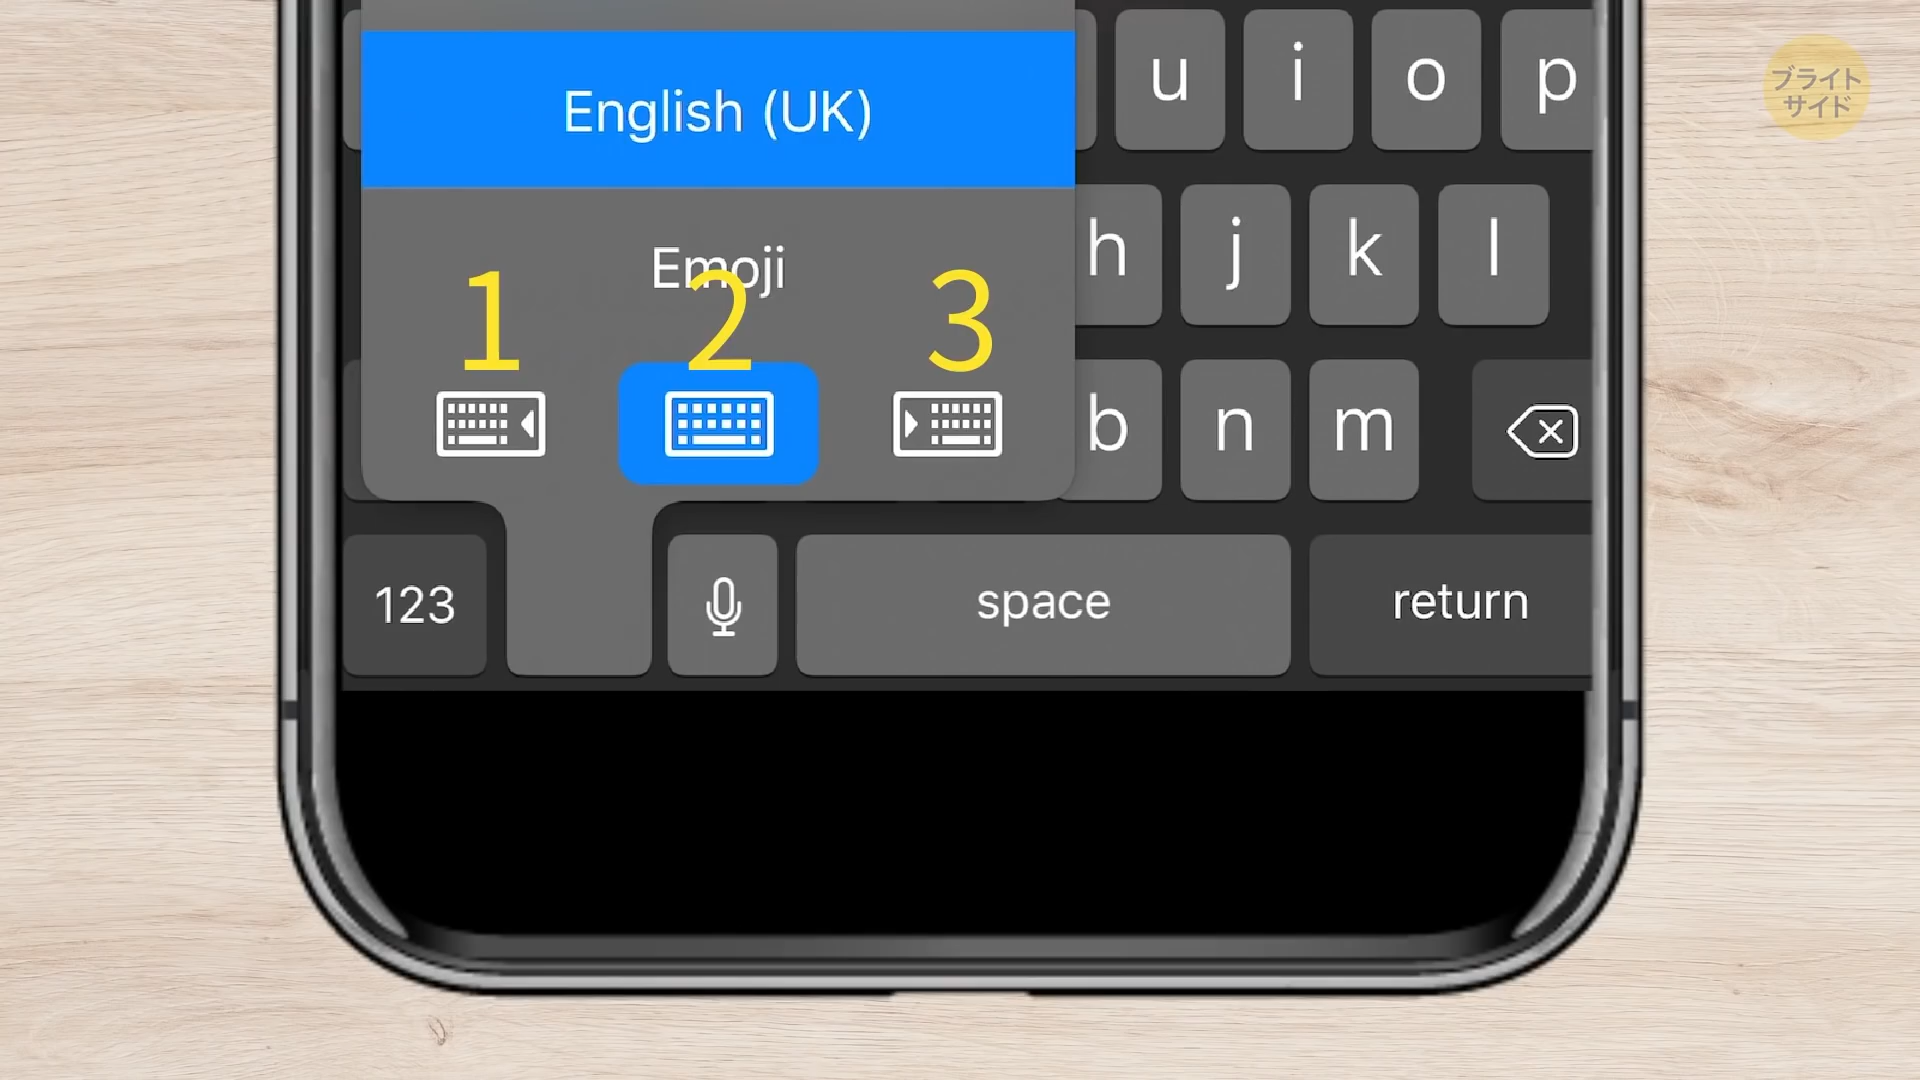 English (UK)
u i o p
Emoji
h j k l
1 2 3
b n m
123 space return
ブライト
サイド